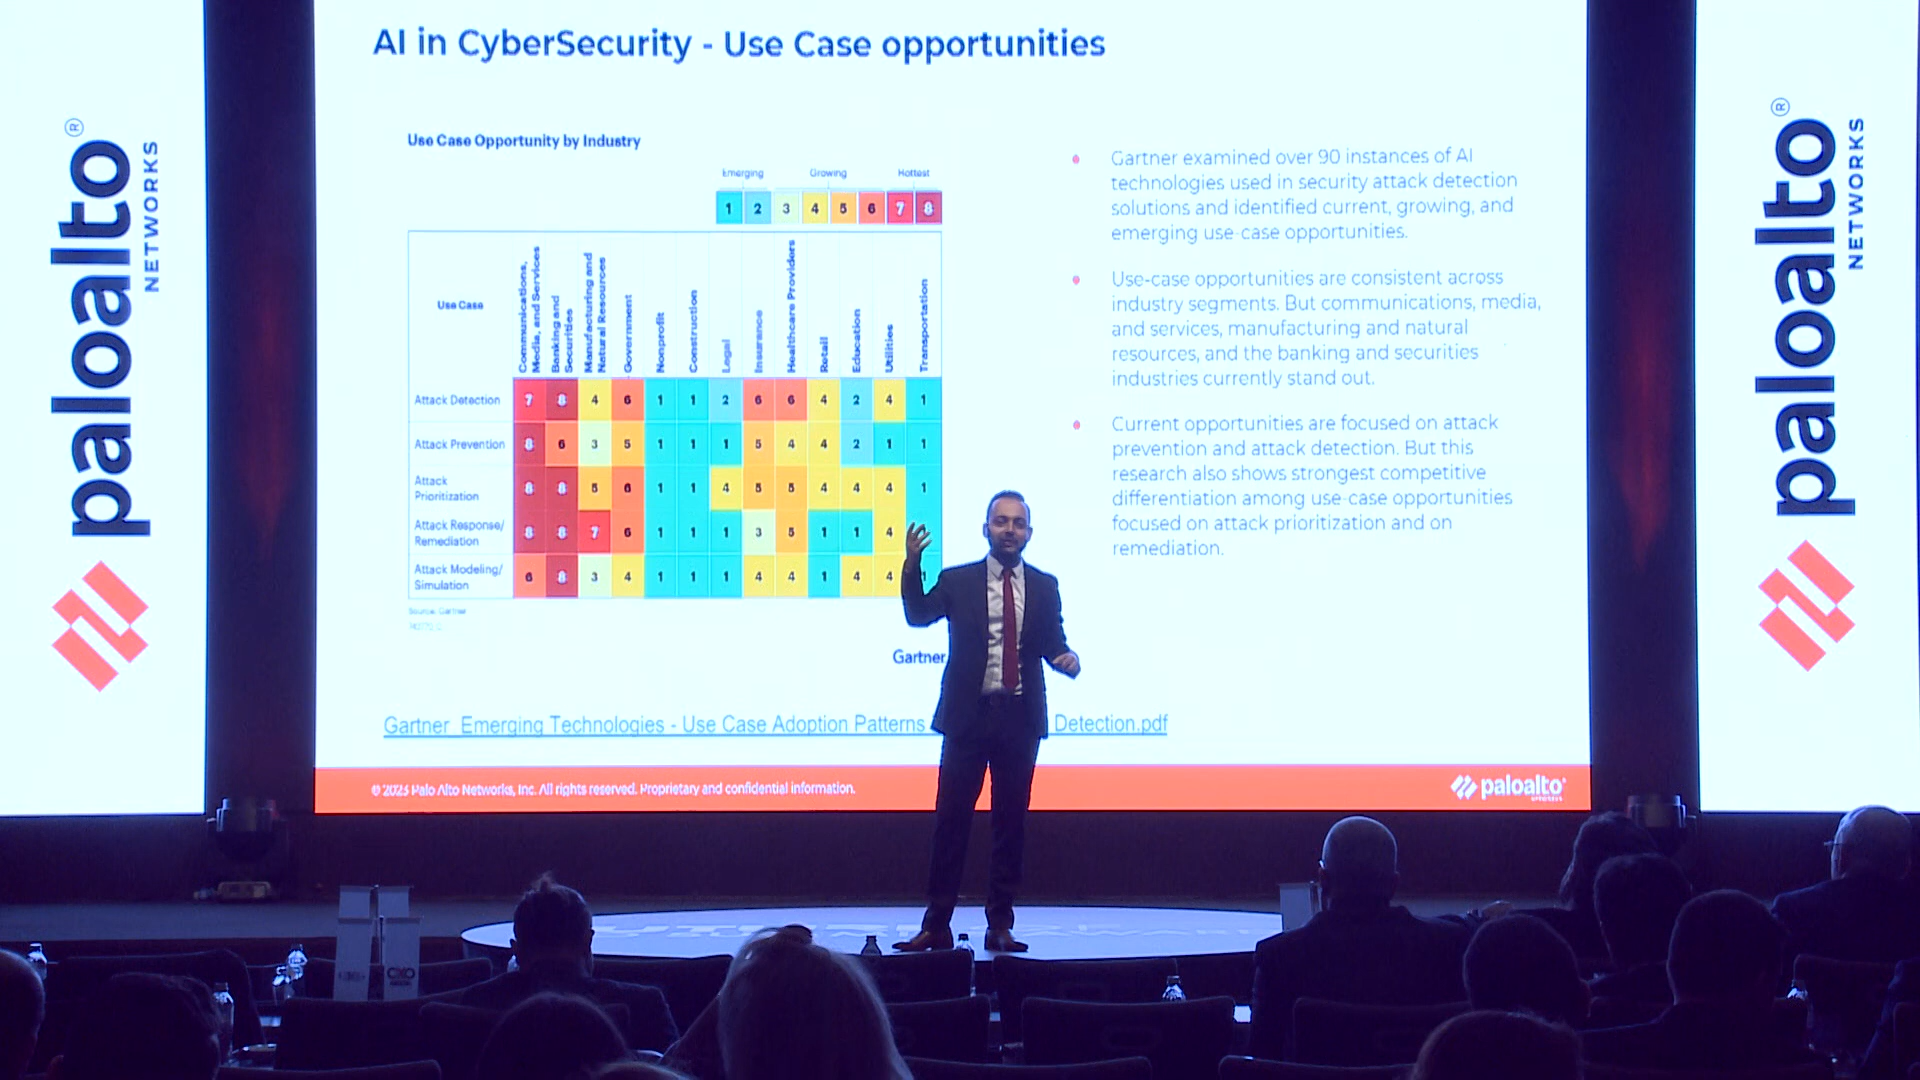 AI in CyberSecurity - Use Case opportunities
paloalto®
NETWORKS
Use Case Opportunity by Industry
Emerging Growing Hottest
1 2 3 4 5 6 7 8
Use Case
Communications,
Media, and Services
Banking and
Securities
Manufacturing and
Natural Resources
Government
Nonprofit
Construction
Legal
Insurance
Healthcare Providers
Retail
Education
Utilities
Transportation
Attack Detection 7 8 4 6 1 1 2 6 6 4 2 4 1
Attack Prevention 8 6 3 5 1 1 1 5 4 4 2 1 1
Attack
Prioritization 8 8 5 6 1 1 4 5 5 4 4 4 1
Attack Response/
Remediation 8 8 7 6 1 1 1 3 5 1 1 4
Attack Modeling/
Simulation 6 8 3 4 1 1 1 4 4 1 4 4 1
Source: Gartner
Gartner
• Gartner examined over 90 instances of AI
technologies used in security attack detection
solutions and identified current, growing, and
emerging use-case opportunities.
• Use-case opportunities are consistent across
industry segments. But communications, media,
and services, manufacturing and natural
resources, and the banking and securities
industries currently stand out.
• Current opportunities are focused on attack
prevention and attack detection. But this
research also shows strongest competitive
differentiation among use-case opportunities
focused on attack prioritization and on
remediation.
Gartner Emerging Technologies - Use Case Adoption Patterns Detection.pdf
© 2023 Palo Alto Networks, Inc. All rights reserved. Proprietary and confidential information.
paloalto
NETWORKS
paloalto®
NETWORKS
CXO